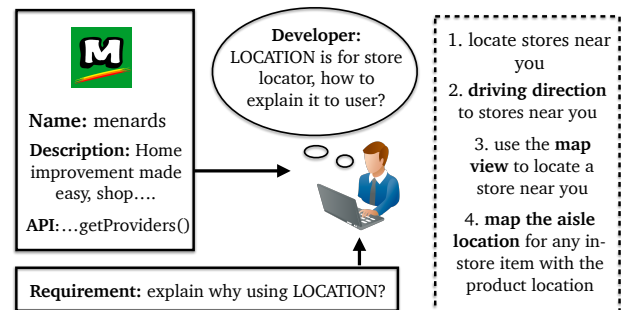 M
Name: menards
Description: Home
improvement made
easy, shop….
API:…getProviders()
Developer:
LOCATION is for store
locator, how to
explain it to user?
Requirement: explain why using LOCATION?
1. locate stores near
you
2. driving direction
to stores near you
3. use the map
view to locate a
store near you
4. map the aisle
location for any in-
store item with the
product location